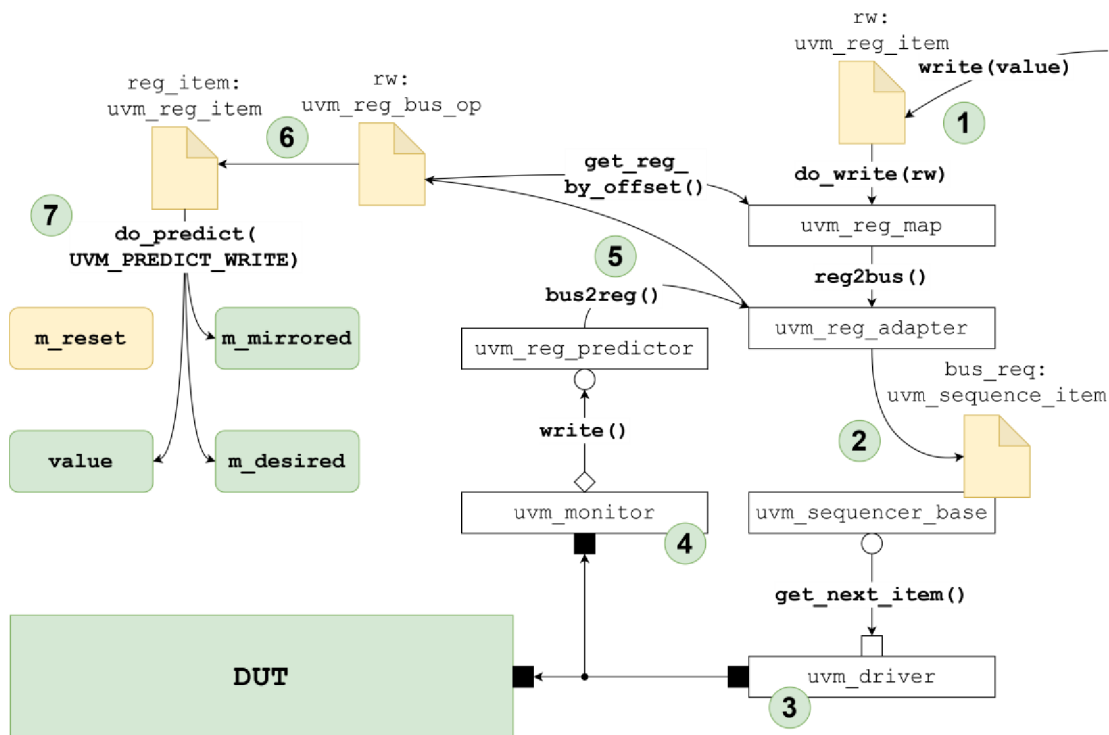 rw:
uvm_reg_item
write(value)
1
reg_item:
uvm_reg_item
rw:
uvm_reg_bus_op
6
get_reg_
by_offset()
do_write(rw)
7
do_predict(
UVM_PREDICT_WRITE)
uvm_reg_map
5
bus2reg()
reg2bus()
m_reset
m_mirrored
uvm_reg_predictor
uvm_reg_adapter
bus_req:
uvm_sequence_item
write()
2
value
m_desired
uvm_monitor
4
uvm_sequencer_base
get_next_item()
DUT
uvm_driver
3